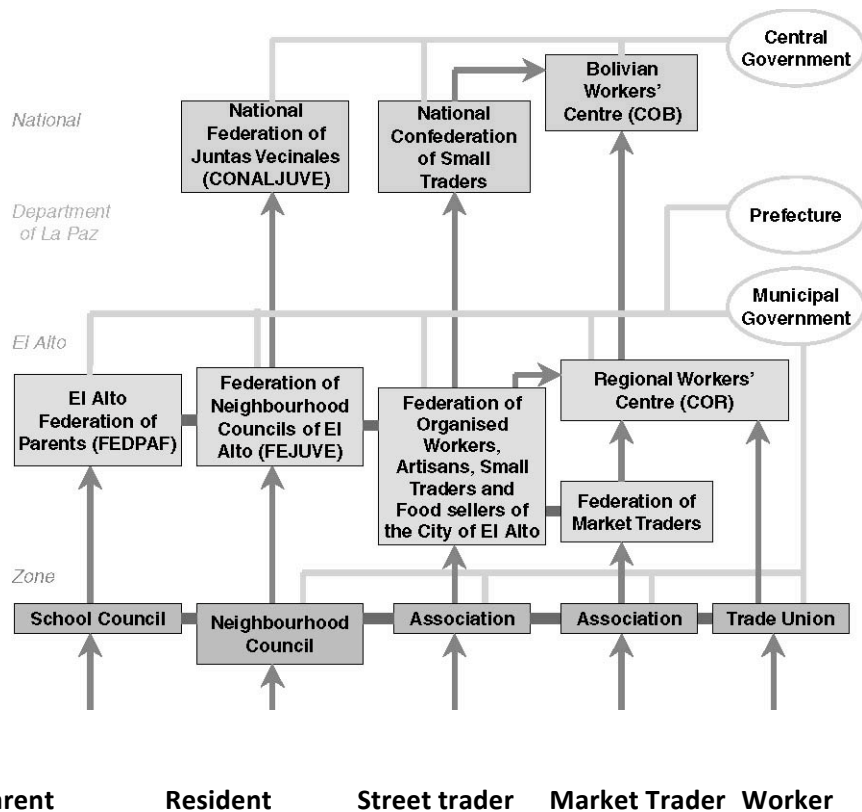 Central
Government
Bolivian
Workers'
Centre (COB)
National
National
Federation of
Juntas Vecinales
(CONALJUVE)
National
Confederation
of Small
Traders
Department
of La Paz
Prefecture
Municipal
Government
El Alto
El Alto
Federation of
Parents (FEDPAF)
Federation of
Neighbourhood
Councils of El
Alto (FEJUVE)
Federation of
Organised
Workers,
Artisans, Small
Traders and
Food sellers of
the City of El Alto
Regional Workers'
Centre (COR)
Federation of
Market Traders
Zone
School Council
Neighbourhood
Council
Association
Association
Trade Union
arent Resident Street trader Market Trader Worker